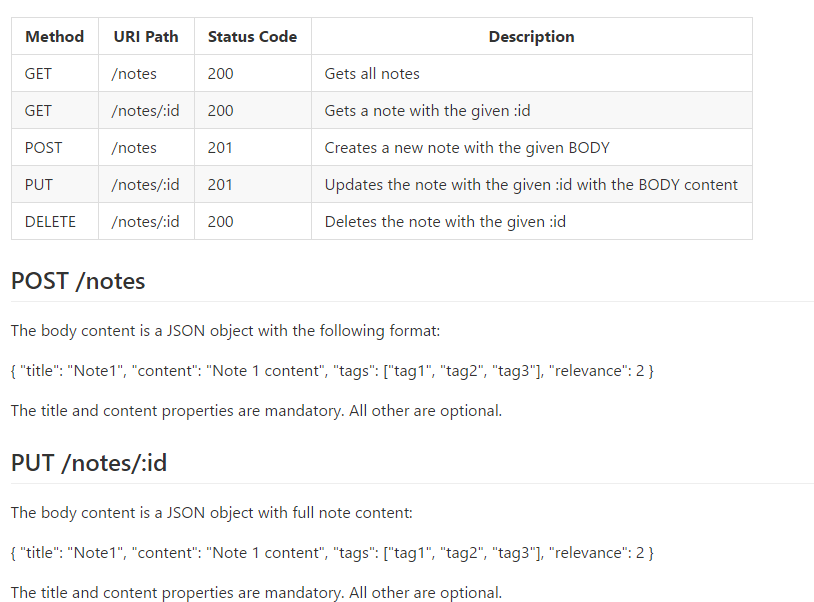 Method URI Path Status Code Description
GET /notes 200 Gets all notes
GET /notes/:id 200 Gets a note with the given :id
POST /notes 201 Creates a new note with the given BODY
PUT /notes/:id 201 Updates the note with the given :id with the BODY content
DELETE /notes/:id 200 Deletes the note with the given :id
POST /notes
The body content is a JSON object with the following format:
{ "title": "Note1", "content": "Note 1 content", "tags": ["tag1", "tag2", "tag3"], "relevance": 2 }
The title and content properties are mandatory. All other are optional.
PUT /notes/:id
The body content is a JSON object with full note content:
{ "title": "Note1", "content": "Note 1 content", "tags": ["tag1", "tag2", "tag3"], "relevance": 2 }
The title and content properties are mandatory. All other are optional.